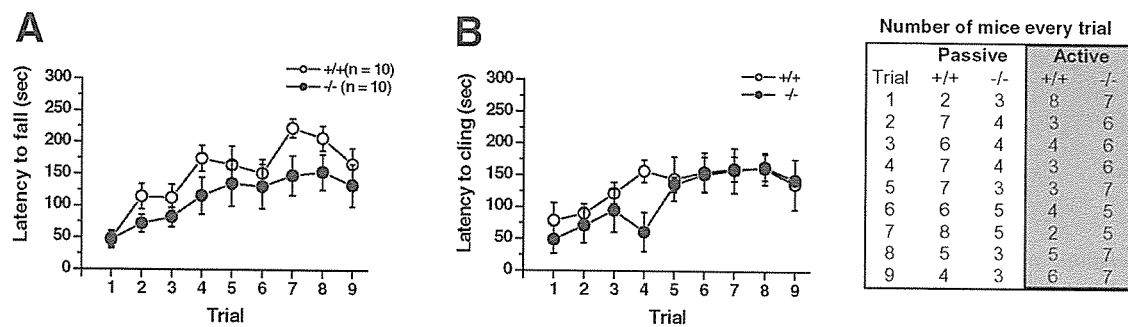 A
Latency to fall (sec)
300
250
200
150
100
50
0
+/+(n = 10)
-/- (n = 10)
1 2 3 4 5 6 7 8 9
Trial
B
Latency to cling (sec)
300
250
200
150
100
50
0
+/+
-/-
1 2 3 4 5 6 7 8 9
Trial
Number of mice every trial
Passive Active
Trial +/+ -/- +/+ -/-
1 2 3 8 7
2 7 4 3 6
3 6 4 4 6
4 7 4 3 6
5 7 3 3 7
6 6 5 4 5
7 8 5 2 5
8 5 3 5 7
9 4 3 6 7